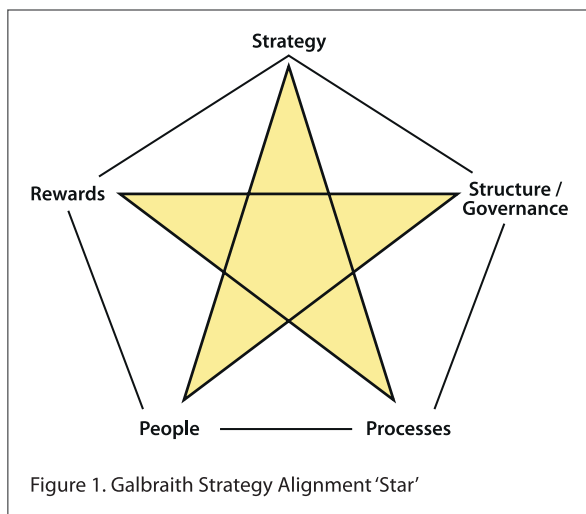 Strategy
Rewards
Structure /
Governance
People
Processes
Figure 1. Galbraith Strategy Alignment ‘Star’